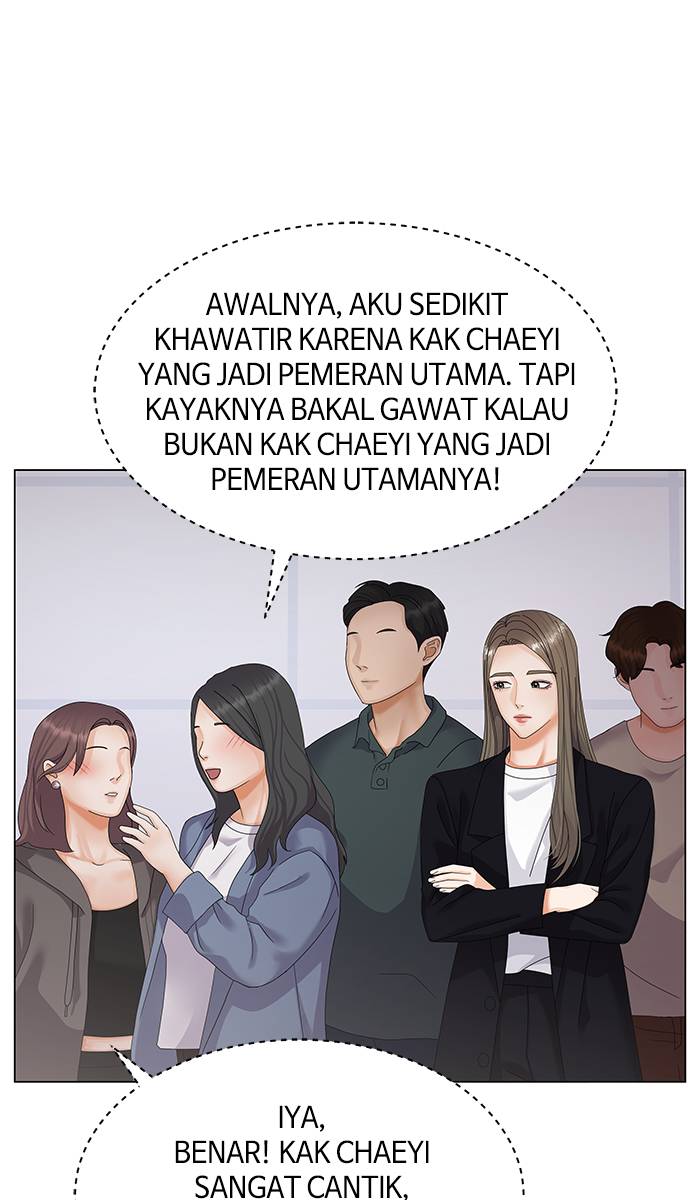 AWALNYA, AKU SEDIKIT
KHAWATIR KARENA KAK CHAEYI
YANG JADI PEMERAN UTAMA. TAPI
KAYAKNYA BAKAL GAWAT KALAU
BUKAN KAK CHAEYI YANG JADI
PEMERAN UTAMANYA!
IYA,
BENAR! KAK CHAEYI
SANGAT CANTIK,